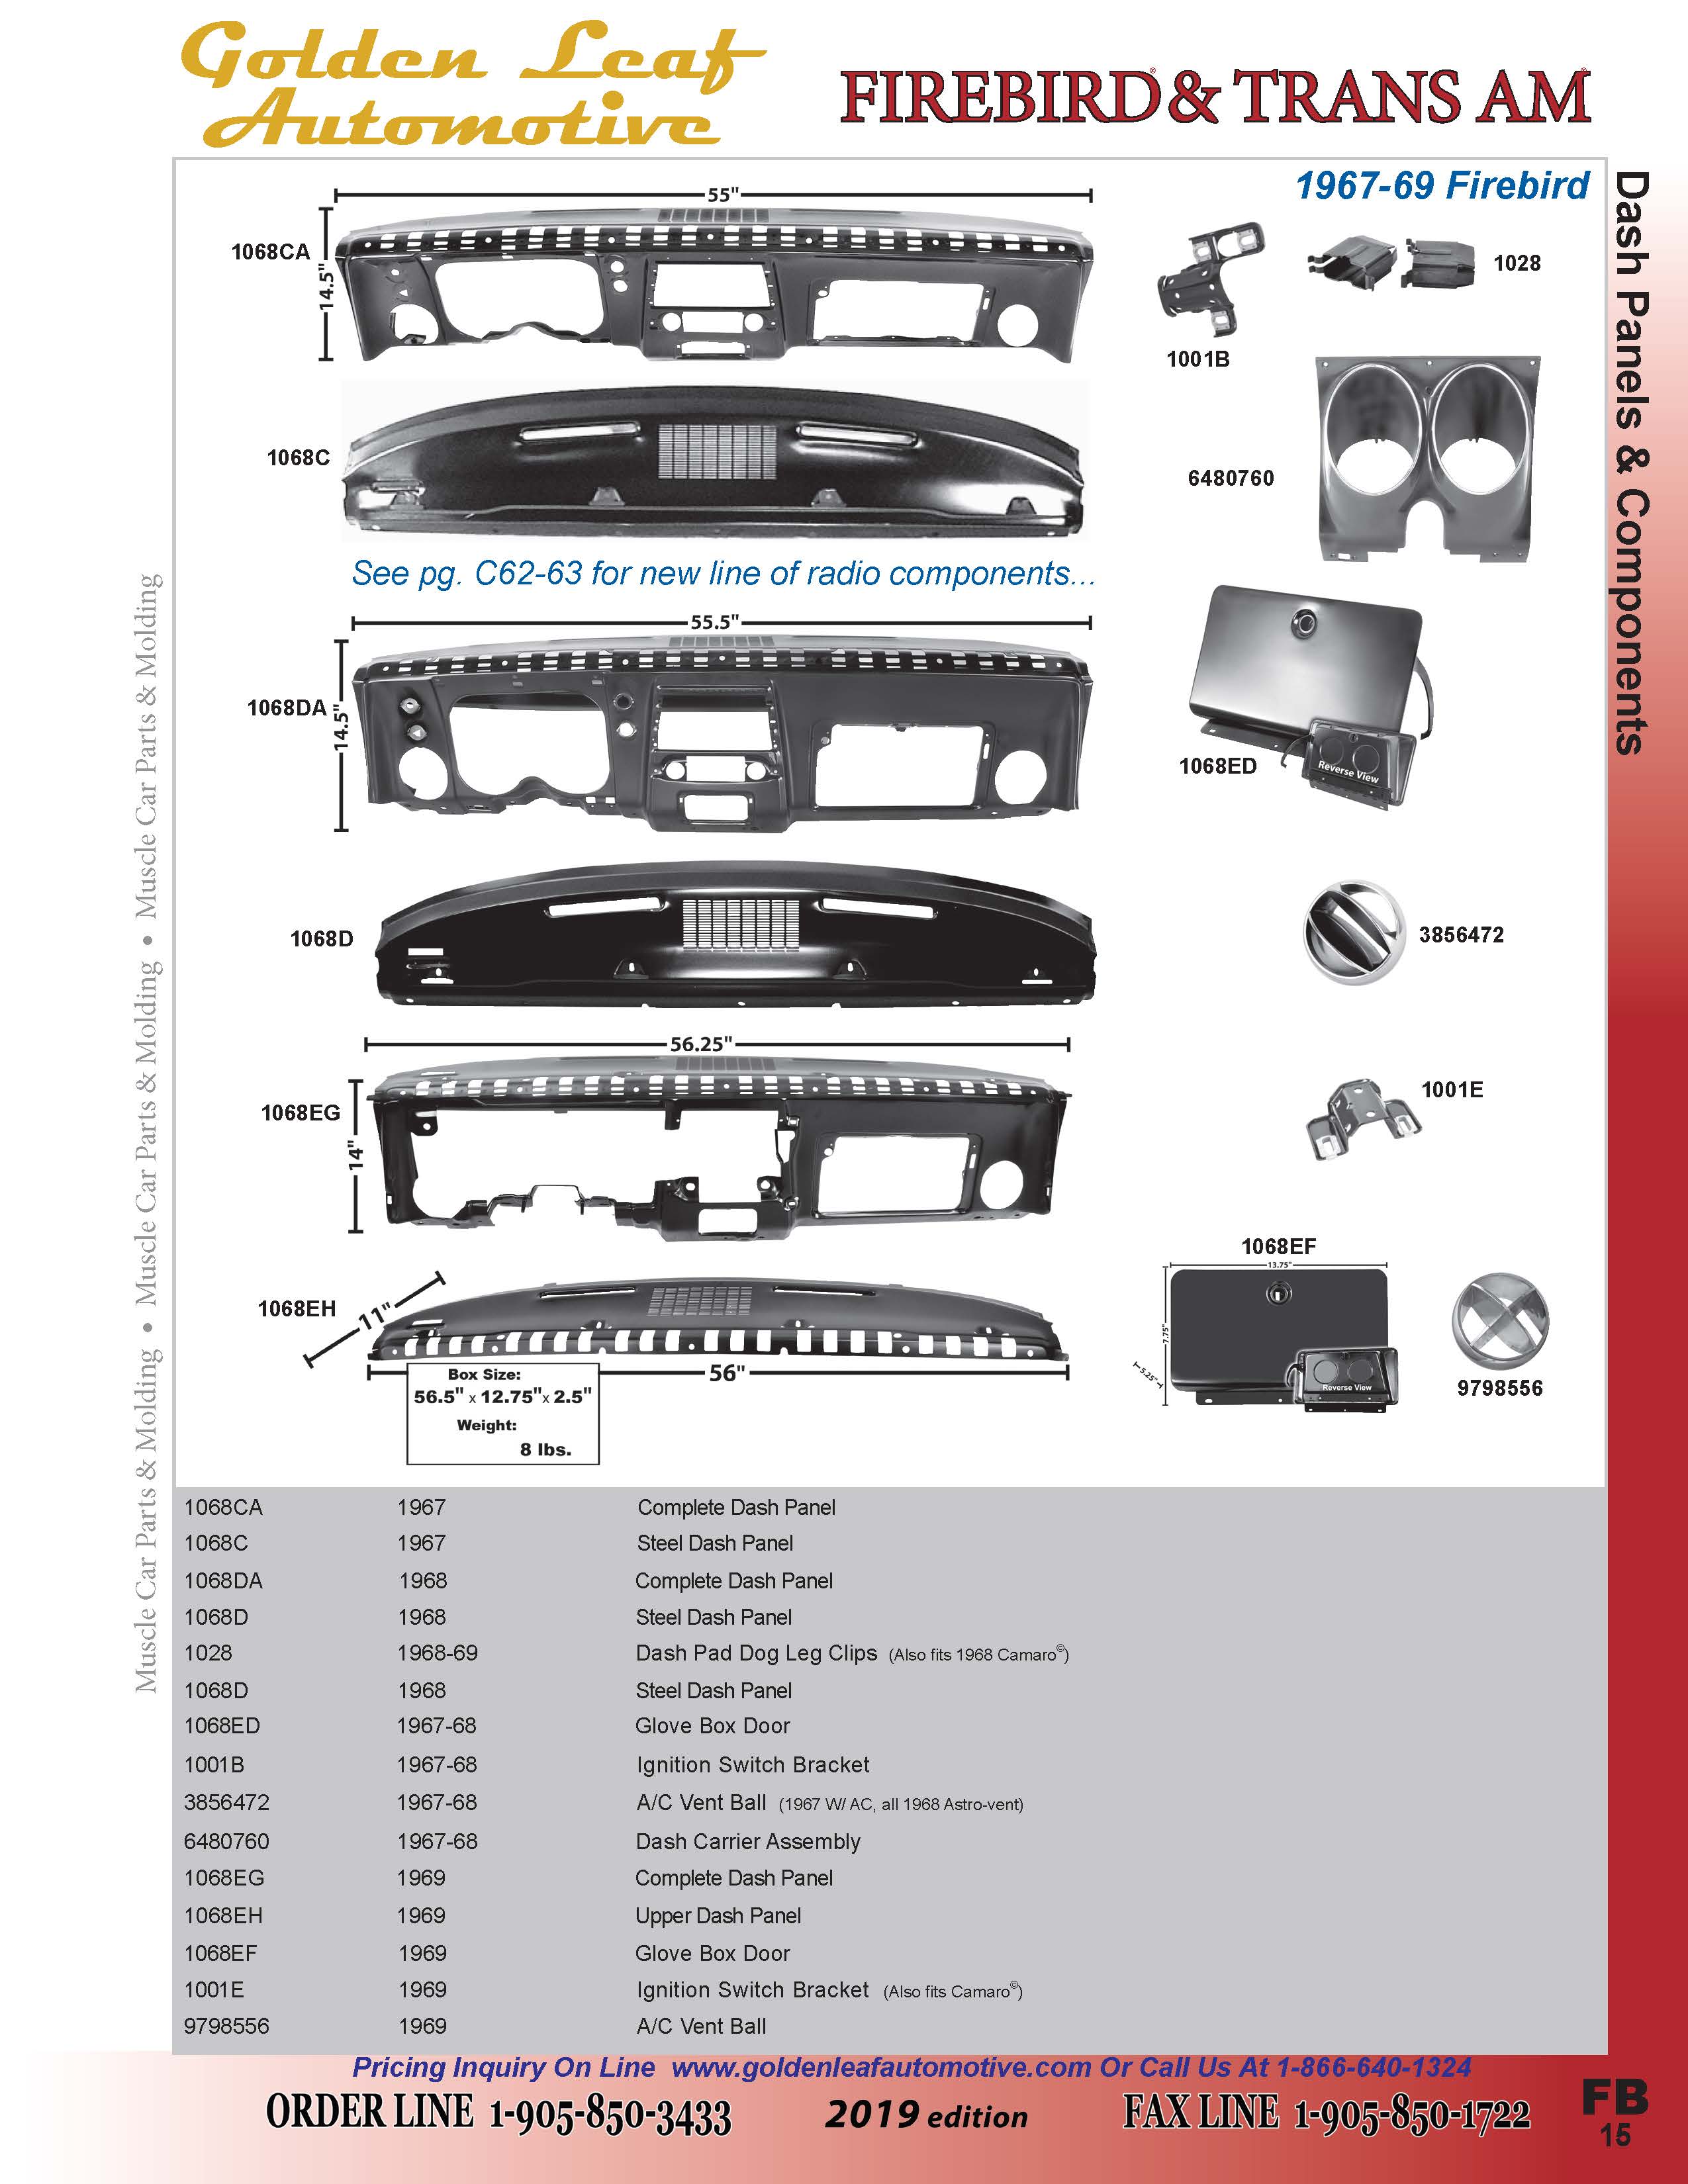 Golden Leaf
Automotive
FIREBIRD® & TRANS AM®
1967-69 Firebird
Dash Panels & Components
Muscle Car Parts & Molding • Muscle Car Parts & Molding • Muscle Car Parts & Molding
55"
1068CA
14.5"
1001B
1028
1068C
6480760
See pg. C62-63 for new line of radio components...
55.5"
1068DA
14.5"
1068ED
Reverse View
1068D
3856472
56.25"
1068EG
14"
1001E
1068EF
13.75"
7.75"
5.25"
Reverse View
9798556
1068EH
11"
56"
Box Size:
56.5" x 12.75" x 2.5"
Weight:
8 lbs.
1068CA 1967 Complete Dash Panel
1068C 1967 Steel Dash Panel
1068DA 1968 Complete Dash Panel
1068D 1968 Steel Dash Panel
1028 1968-69 Dash Pad Dog Leg Clips (Also fits 1968 Camaro©)
1068D 1968 Steel Dash Panel
1068ED 1967-68 Glove Box Door
1001B 1967-68 Ignition Switch Bracket
3856472 1967-68 A/C Vent Ball (1967 W/ AC, all 1968 Astro-vent)
6480760 1967-68 Dash Carrier Assembly
1068EG 1969 Complete Dash Panel
1068EH 1969 Upper Dash Panel
1068EF 1969 Glove Box Door
1001E 1969 Ignition Switch Bracket (Also fits Camaro©)
9798556 1969 A/C Vent Ball
Pricing Inquiry On Line www.goldenleafautomotive.com Or Call Us At 1-866-640-1324
ORDER LINE 1-905-850-3433 2019 edition FAX LINE 1-905-850-1722
FB
15